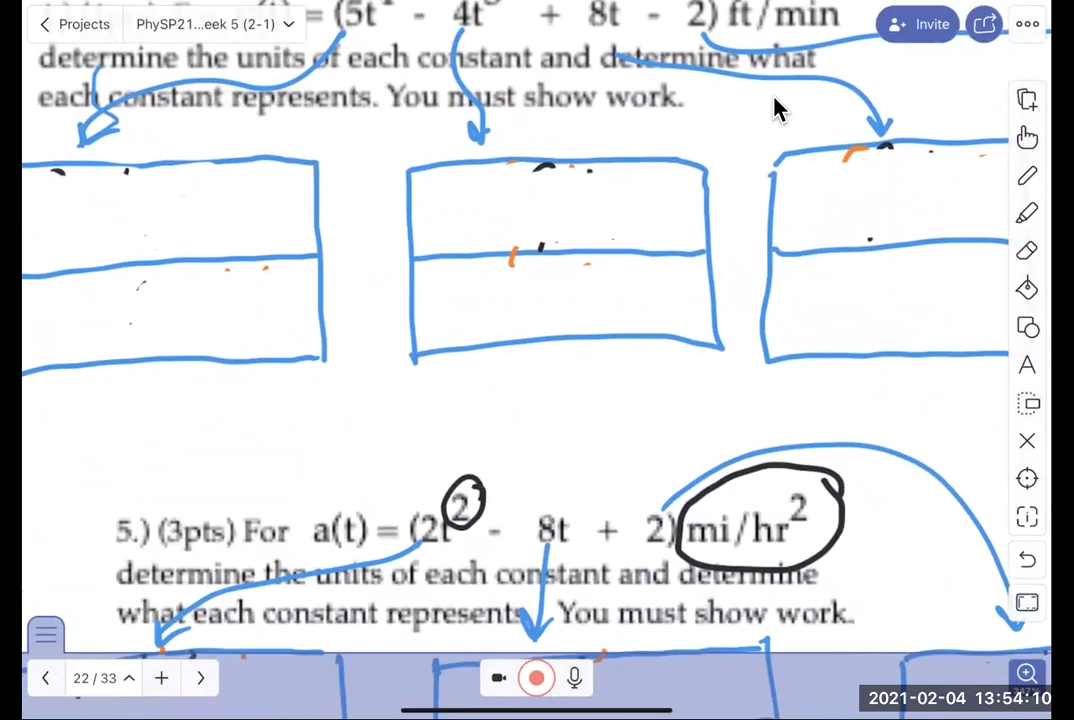 Projects
PhySP21...eek 5 (2-1)
= (5t - 4t + 8t - 2) ft/min
Invite
determine the units of each constant and determine what
each constant represents. You must show work.
5.) (3pts) For a(t) = (2t² - 8t + 2) mi/hr²
determine the units of each constant and determine
what each constant represents. You must show work.
22 / 33
2021-02-04 13:54:10